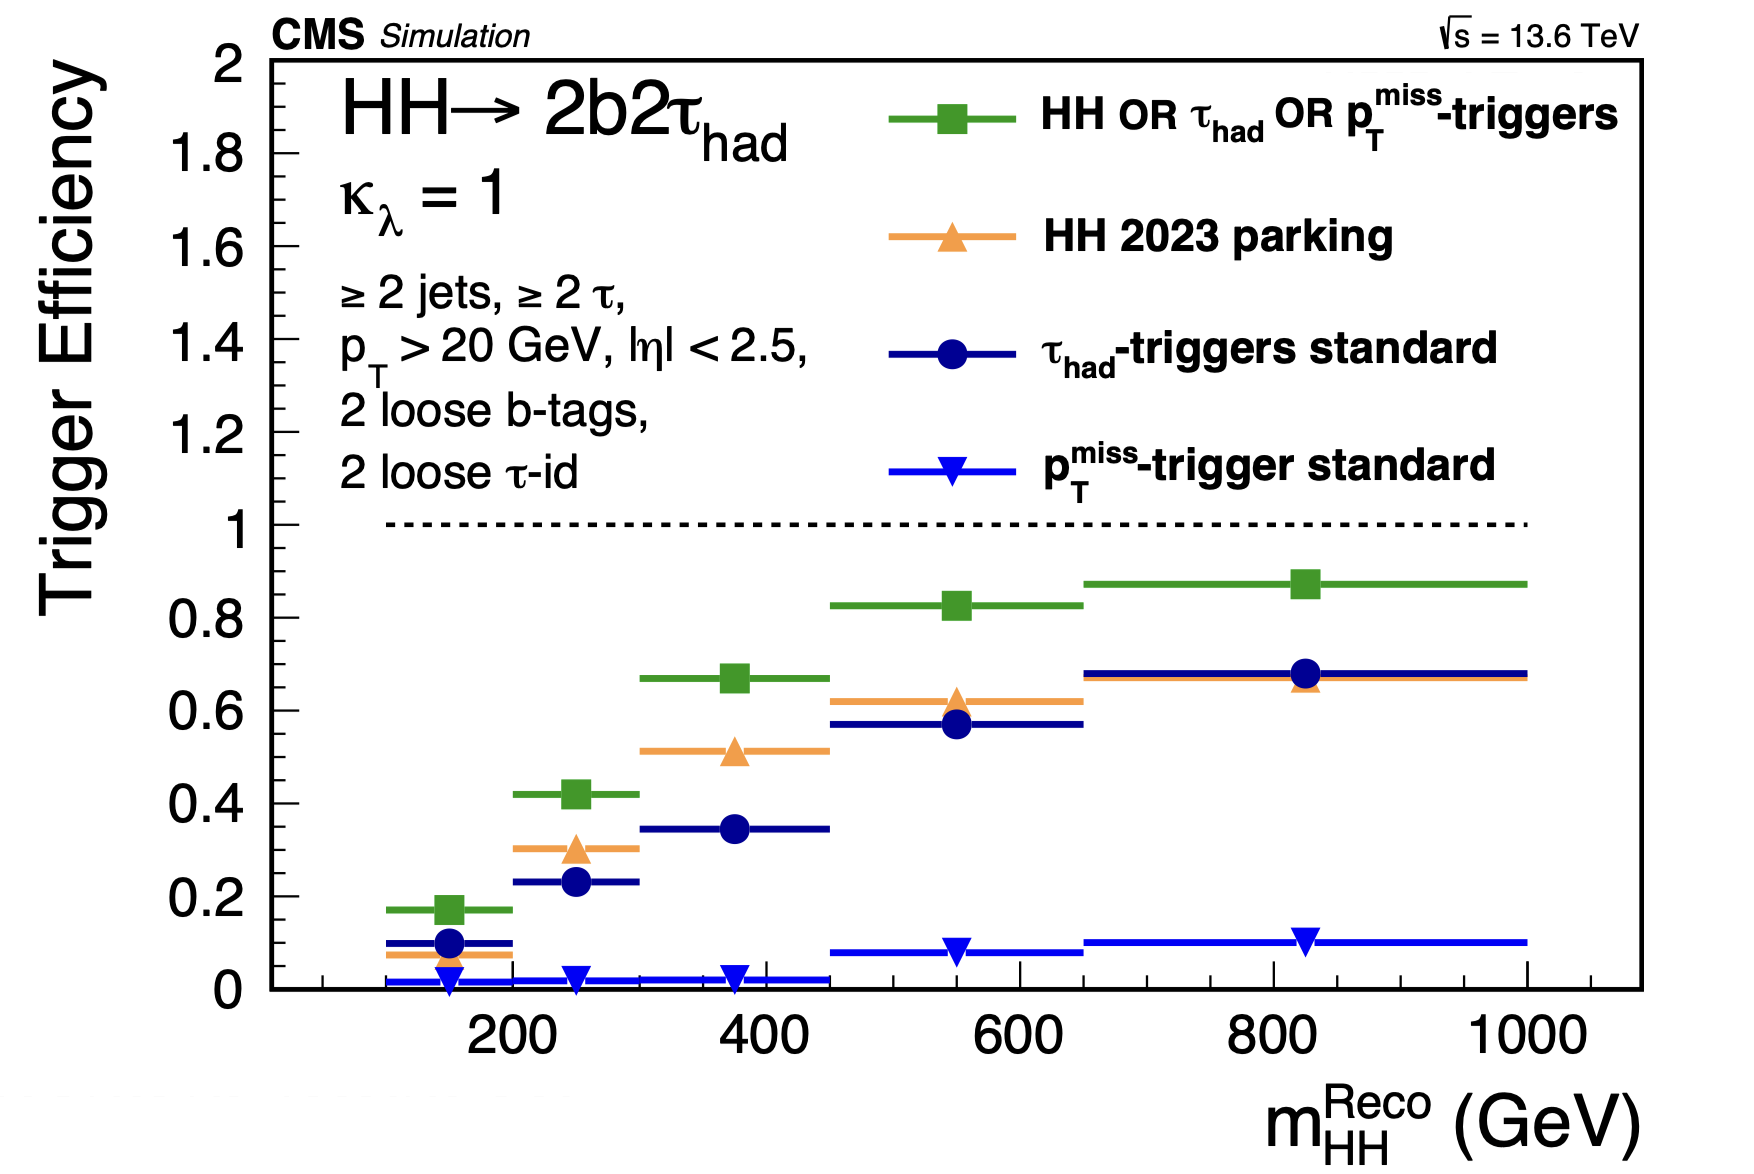 CMS Simulation
√s = 13.6 TeV
Trigger Efficiency
HH→ 2b2τhad
κλ = 1
≥ 2 jets, ≥ 2 τ,
pT > 20 GeV, |η| < 2.5,
2 loose b-tags,
2 loose τ-id
HH OR τhad OR pTmiss-triggers
HH 2023 parking
τhad-triggers standard
pTmiss-trigger standard
2
1.8
1.6
1.4
1.2
1
0.8
0.6
0.4
0.2
0
200 400 600 800 1000
mHHReco (GeV)